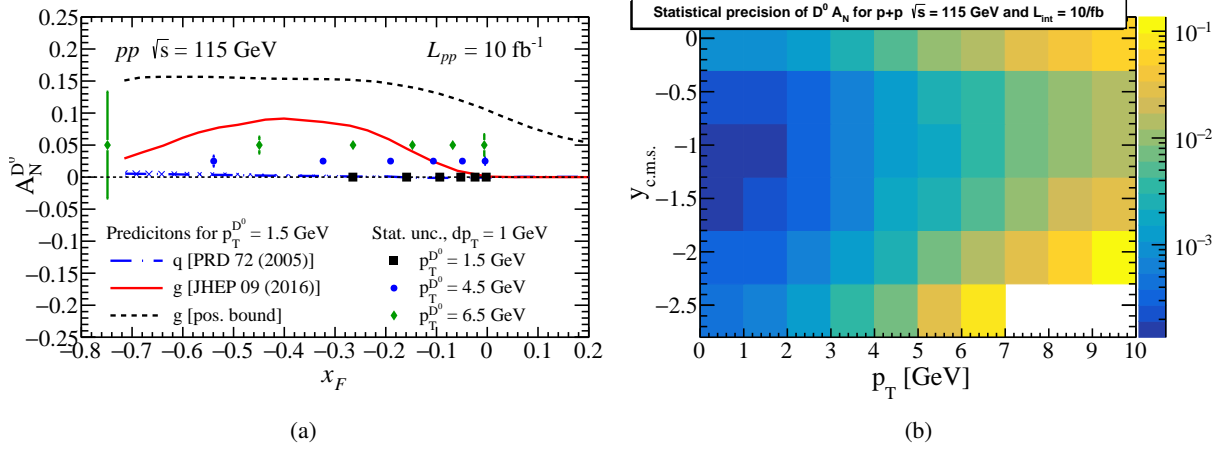 pp √s = 115 GeV L_pp = 10 fb⁻¹
0.25
0.2
0.15
0.1
0.05
0
−0.05
−0.1
−0.15
−0.2
−0.25
A_N^D⁰
Predicitons for p_T^D⁰ = 1.5 GeV
q [PRD 72 (2005)]
g [JHEP 09 (2016)]
g [pos. bound]
Stat. unc., dp_T = 1 GeV
p_T^D⁰ = 1.5 GeV
p_T^D⁰ = 4.5 GeV
p_T^D⁰ = 6.5 GeV
−0.8 −0.7 −0.6 −0.5 −0.4 −0.3 −0.2 −0.1 0 0.1 0.2
x_F
(a)
Statistical precision of D⁰ A_N for p+p √s = 115 GeV and L_int = 10/fb
0
−0.5
−1
−1.5
−2
−2.5
y_c.m.s.
0 1 2 3 4 5 6 7 8 9 10
p_T [GeV]
10⁻¹
10⁻²
10⁻³
(b)